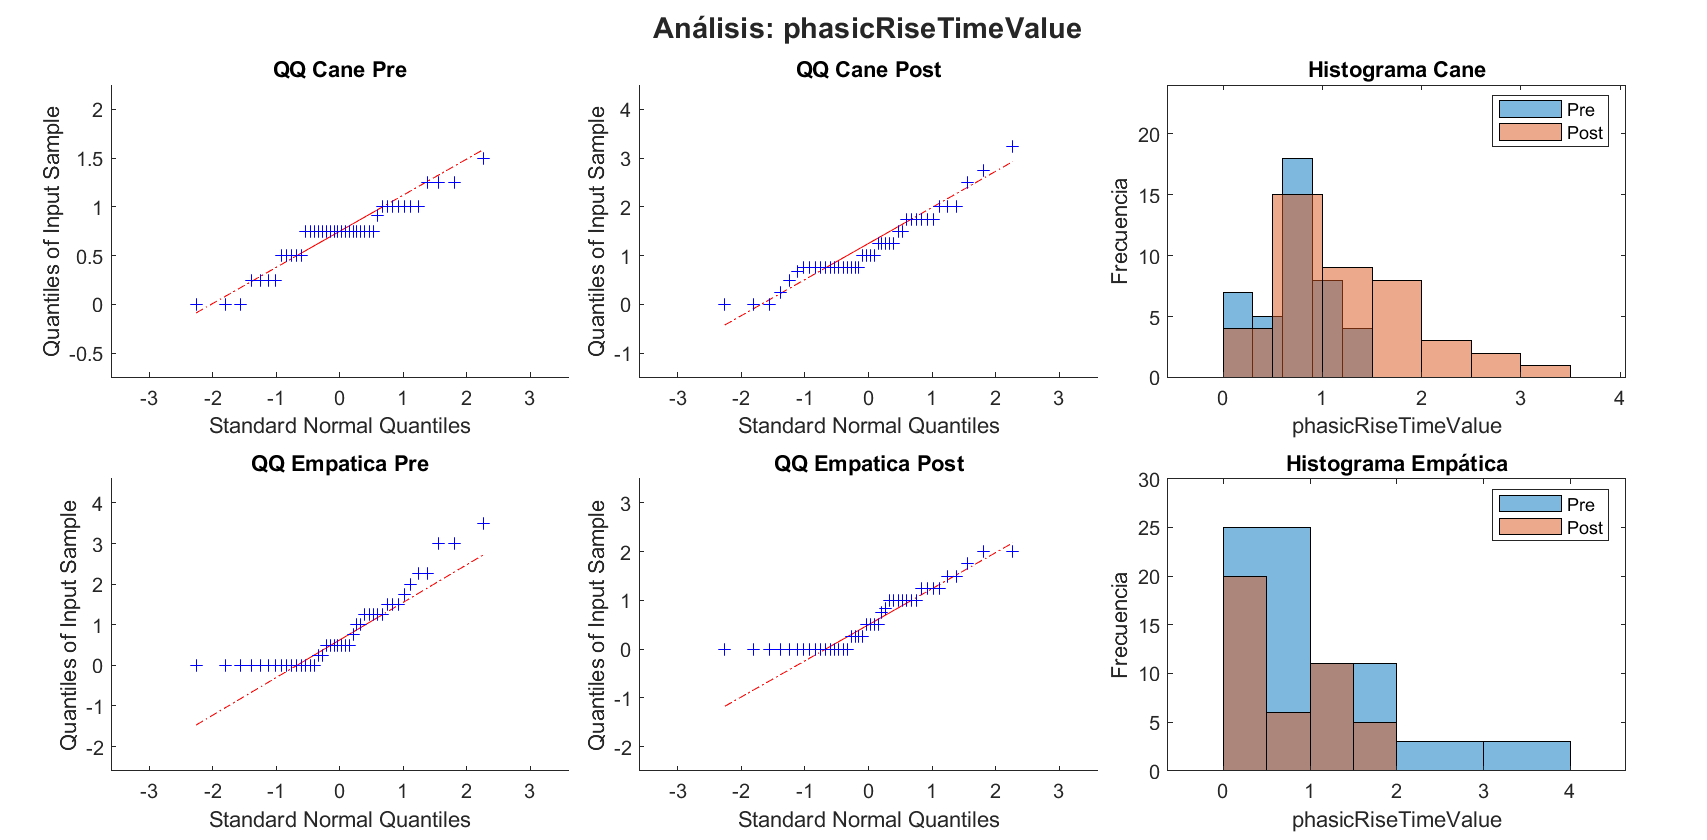 Análisis: phasicRiseTimeValue
QQ Cane Pre
Quantiles of Input Sample
2
1.5
1
0.5
0
-0.5
-3 -2 -1 0 1 2 3
Standard Normal Quantiles
QQ Cane Post
Quantiles of Input Sample
4
3
2
1
0
-1
-3 -2 -1 0 1 2 3
Standard Normal Quantiles
Histograma Cane
Pre
Post
Frecuencia
20
15
10
5
0
0 1 2 3 4
phasicRiseTimeValue
QQ Empatica Pre
Quantiles of Input Sample
4
3
2
1
0
-1
-2
-3 -2 -1 0 1 2 3
Standard Normal Quantiles
QQ Empatica Post
Quantiles of Input Sample
3
2
1
0
-1
-2
-3 -2 -1 0 1 2 3
Standard Normal Quantiles
Histograma Empática
Pre
Post
Frecuencia
30
25
20
15
10
5
0
0 1 2 3 4
phasicRiseTimeValue